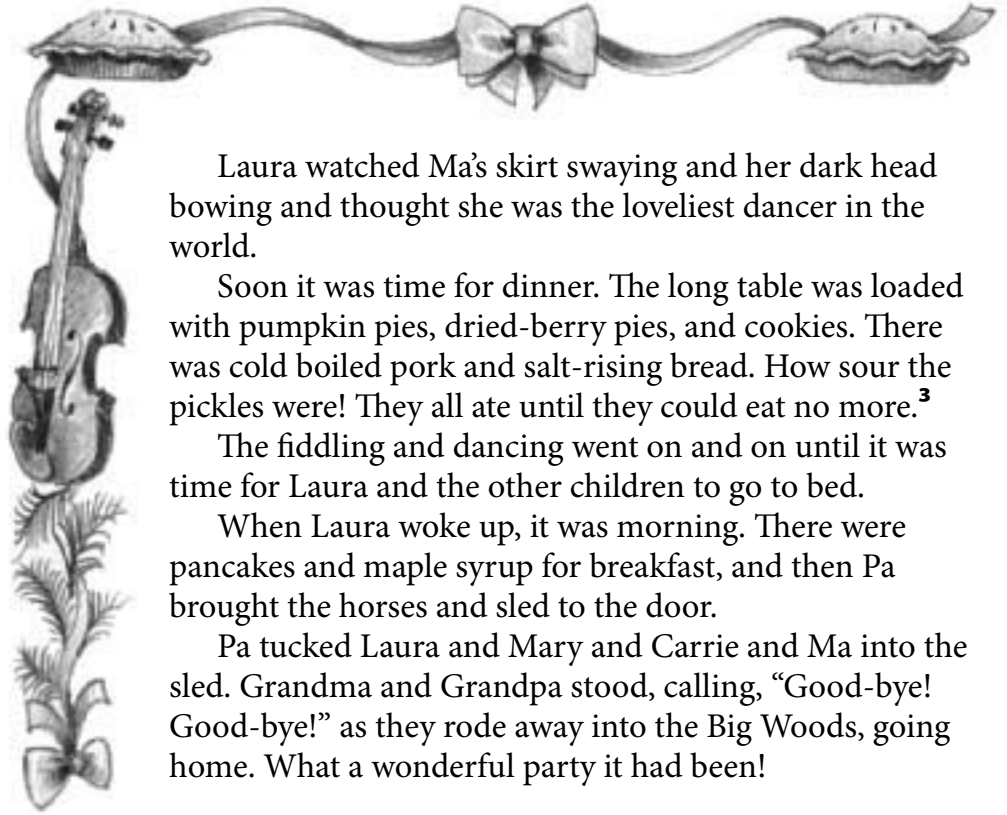 Laura watched Ma’s skirt swaying and her dark head
bowing and thought she was the loveliest dancer in the
world.
Soon it was time for dinner. The long table was loaded
with pumpkin pies, dried-berry pies, and cookies. There
was cold boiled pork and salt-rising bread. How sour the
pickles were! They all ate until they could eat no more.³
The fiddling and dancing went on and on until it was
time for Laura and the other children to go to bed.
When Laura woke up, it was morning. There were
pancakes and maple syrup for breakfast, and then Pa
brought the horses and sled to the door.
Pa tucked Laura and Mary and Carrie and Ma into the
sled. Grandma and Grandpa stood, calling, “Good-bye!
Good-bye!” as they rode away into the Big Woods, going
home. What a wonderful party it had been!